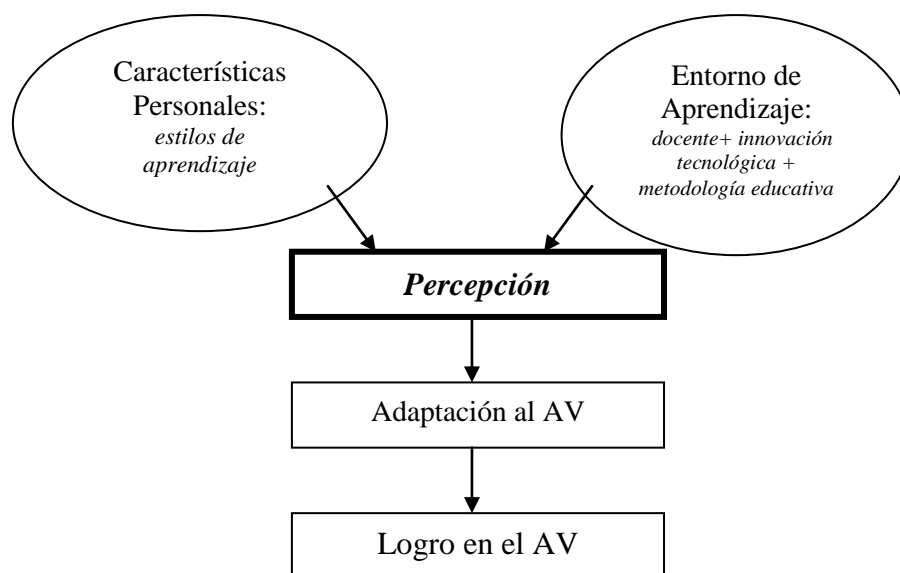 Características
Personales:
estilos de
aprendizaje
Entorno de
Aprendizaje:
docente+ innovación
tecnológica +
metodología educativa
Percepción
Adaptación al AV
Logro en el AV